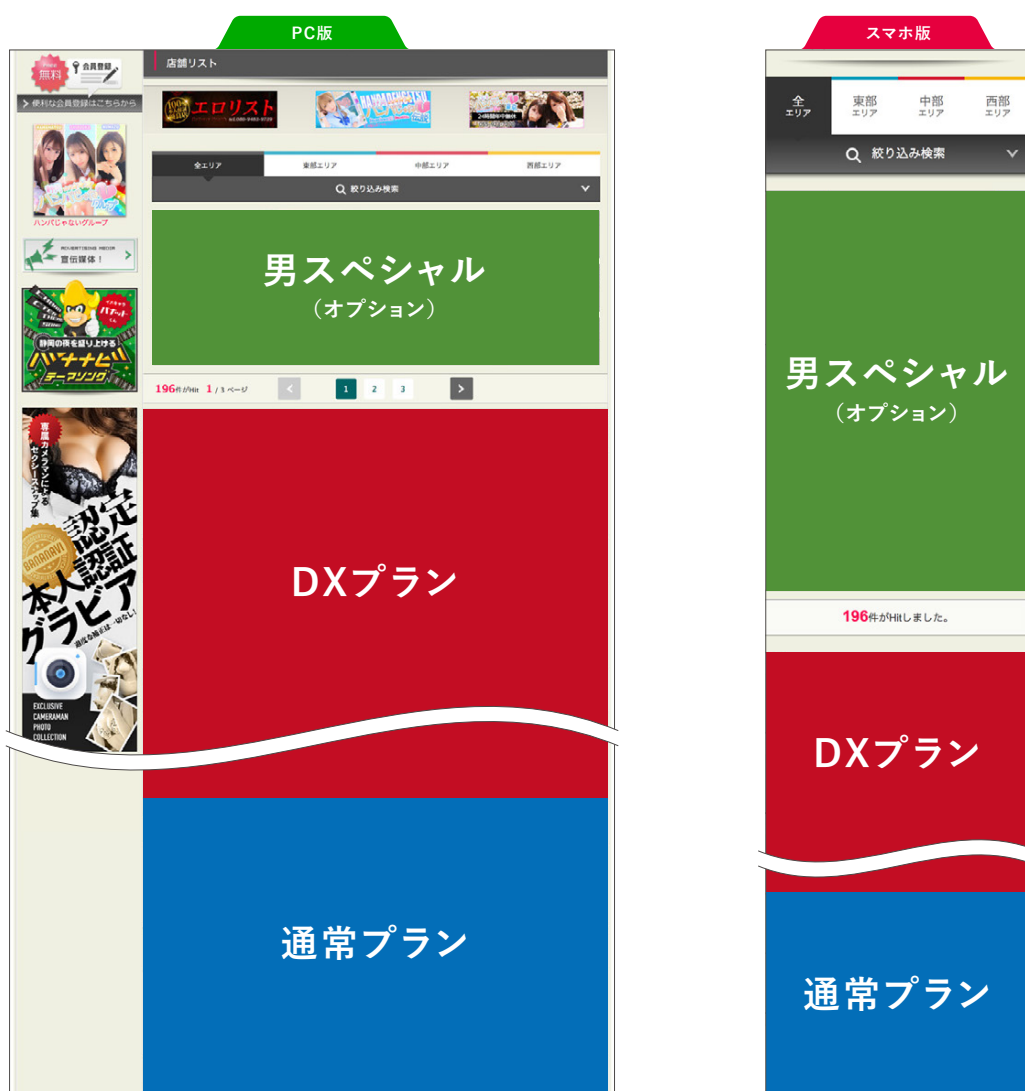 PC版
無料
会員登録
便利な会員登録はこちらから
ハンパじゃないグループ
宣伝媒体！
静岡の夜を盛り上げる
バナナビ
テーマソング
専属カメラマンによる
セクシースナップ集
BANANAVI
認定
本人認証
グラビア
EXCLUSIVE
CAMERAMAN
PHOTO
COLLECTION
店舗リスト
エロリスト
24時間年中無休
全エリア
東部エリア
中部エリア
西部エリア
絞り込み検索
男スペシャル
（オプション）
196件がHit 1 / 3 ページ
<
1
2
3
>
DXプラン
通常プラン
スマホ版
全
エリア
東部
エリア
中部
エリア
西部
エリア
絞り込み検索
男スペシャル
（オプション）
196件がHitしました。
DXプラン
通常プラン